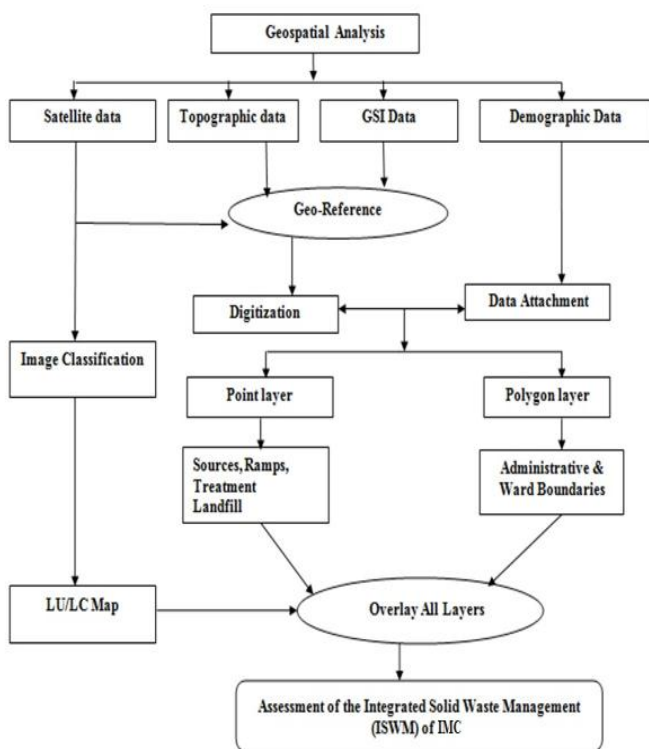 Geospatial Analysis
Satellite data
Topographic data
GSI Data
Demographic Data
Geo-Reference
Digitization
Data Attachment
Image Classification
Point layer
Polygon layer
Sources, Ramps,
Treatment
Landfill
Administrative &
Ward Boundaries
LU/LC Map
Overlay All Layers
Assessment of the Integrated Solid Waste Management
(ISWM) of IMC